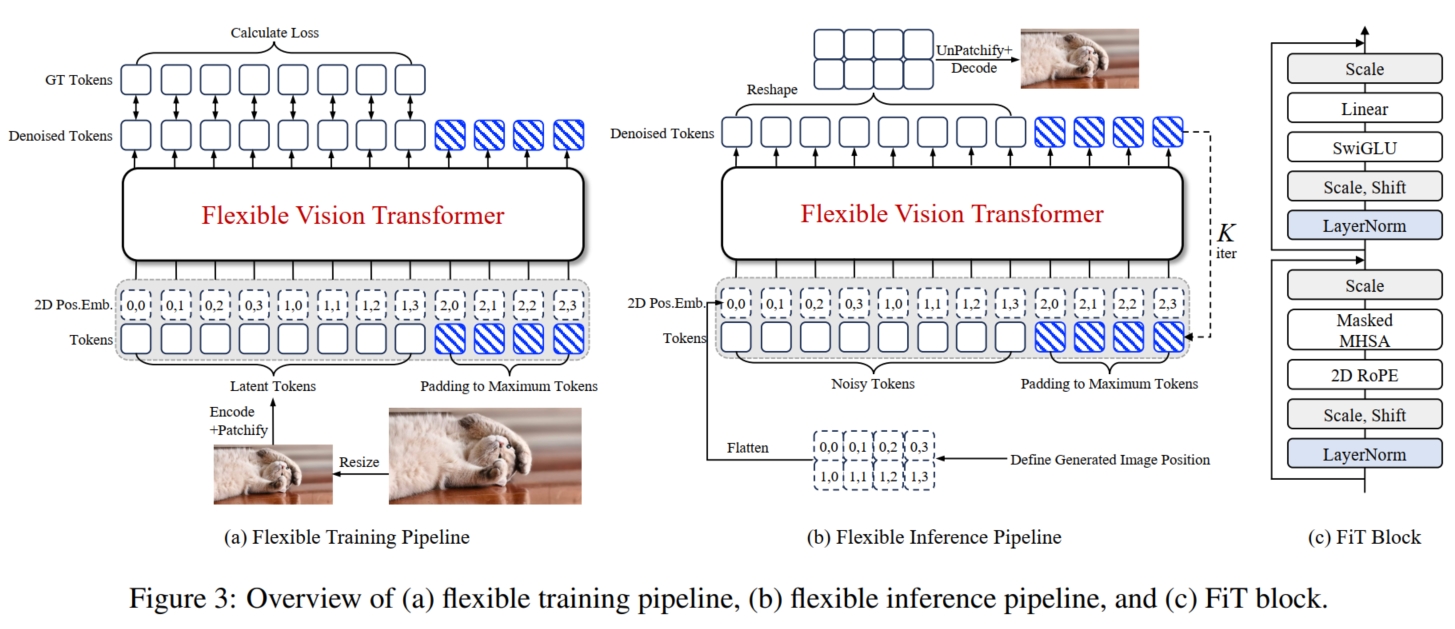 Calculate Loss
GT Tokens
Denoised Tokens
Flexible Vision Transformer
2D Pos.Emb. 0,0 0,1 0,2 0,3 1,0 1,1 1,2 1,3 2,0 2,1 2,2 2,3
Tokens
Latent Tokens
Padding to Maximum Tokens
Encode
+Patchify
Resize
(a) Flexible Training Pipeline
UnPatchify+
Decode
Reshape
Denoised Tokens
Flexible Vision Transformer
K
iter
2D Pos.Emb. 0,0 0,1 0,2 0,3 1,0 1,1 1,2 1,3 2,0 2,1 2,2 2,3
Tokens
Noisy Tokens
Padding to Maximum Tokens
Flatten
0,0 0,1 0,2 0,3
1,0 1,1 1,2 1,3
Define Generated Image Position
(b) Flexible Inference Pipeline
Scale
Linear
SwiGLU
Scale, Shift
LayerNorm
Scale
Masked
MHSA
2D RoPE
Scale, Shift
LayerNorm
(c) FiT Block
Figure 3: Overview of (a) flexible training pipeline, (b) flexible inference pipeline, and (c) FiT block.